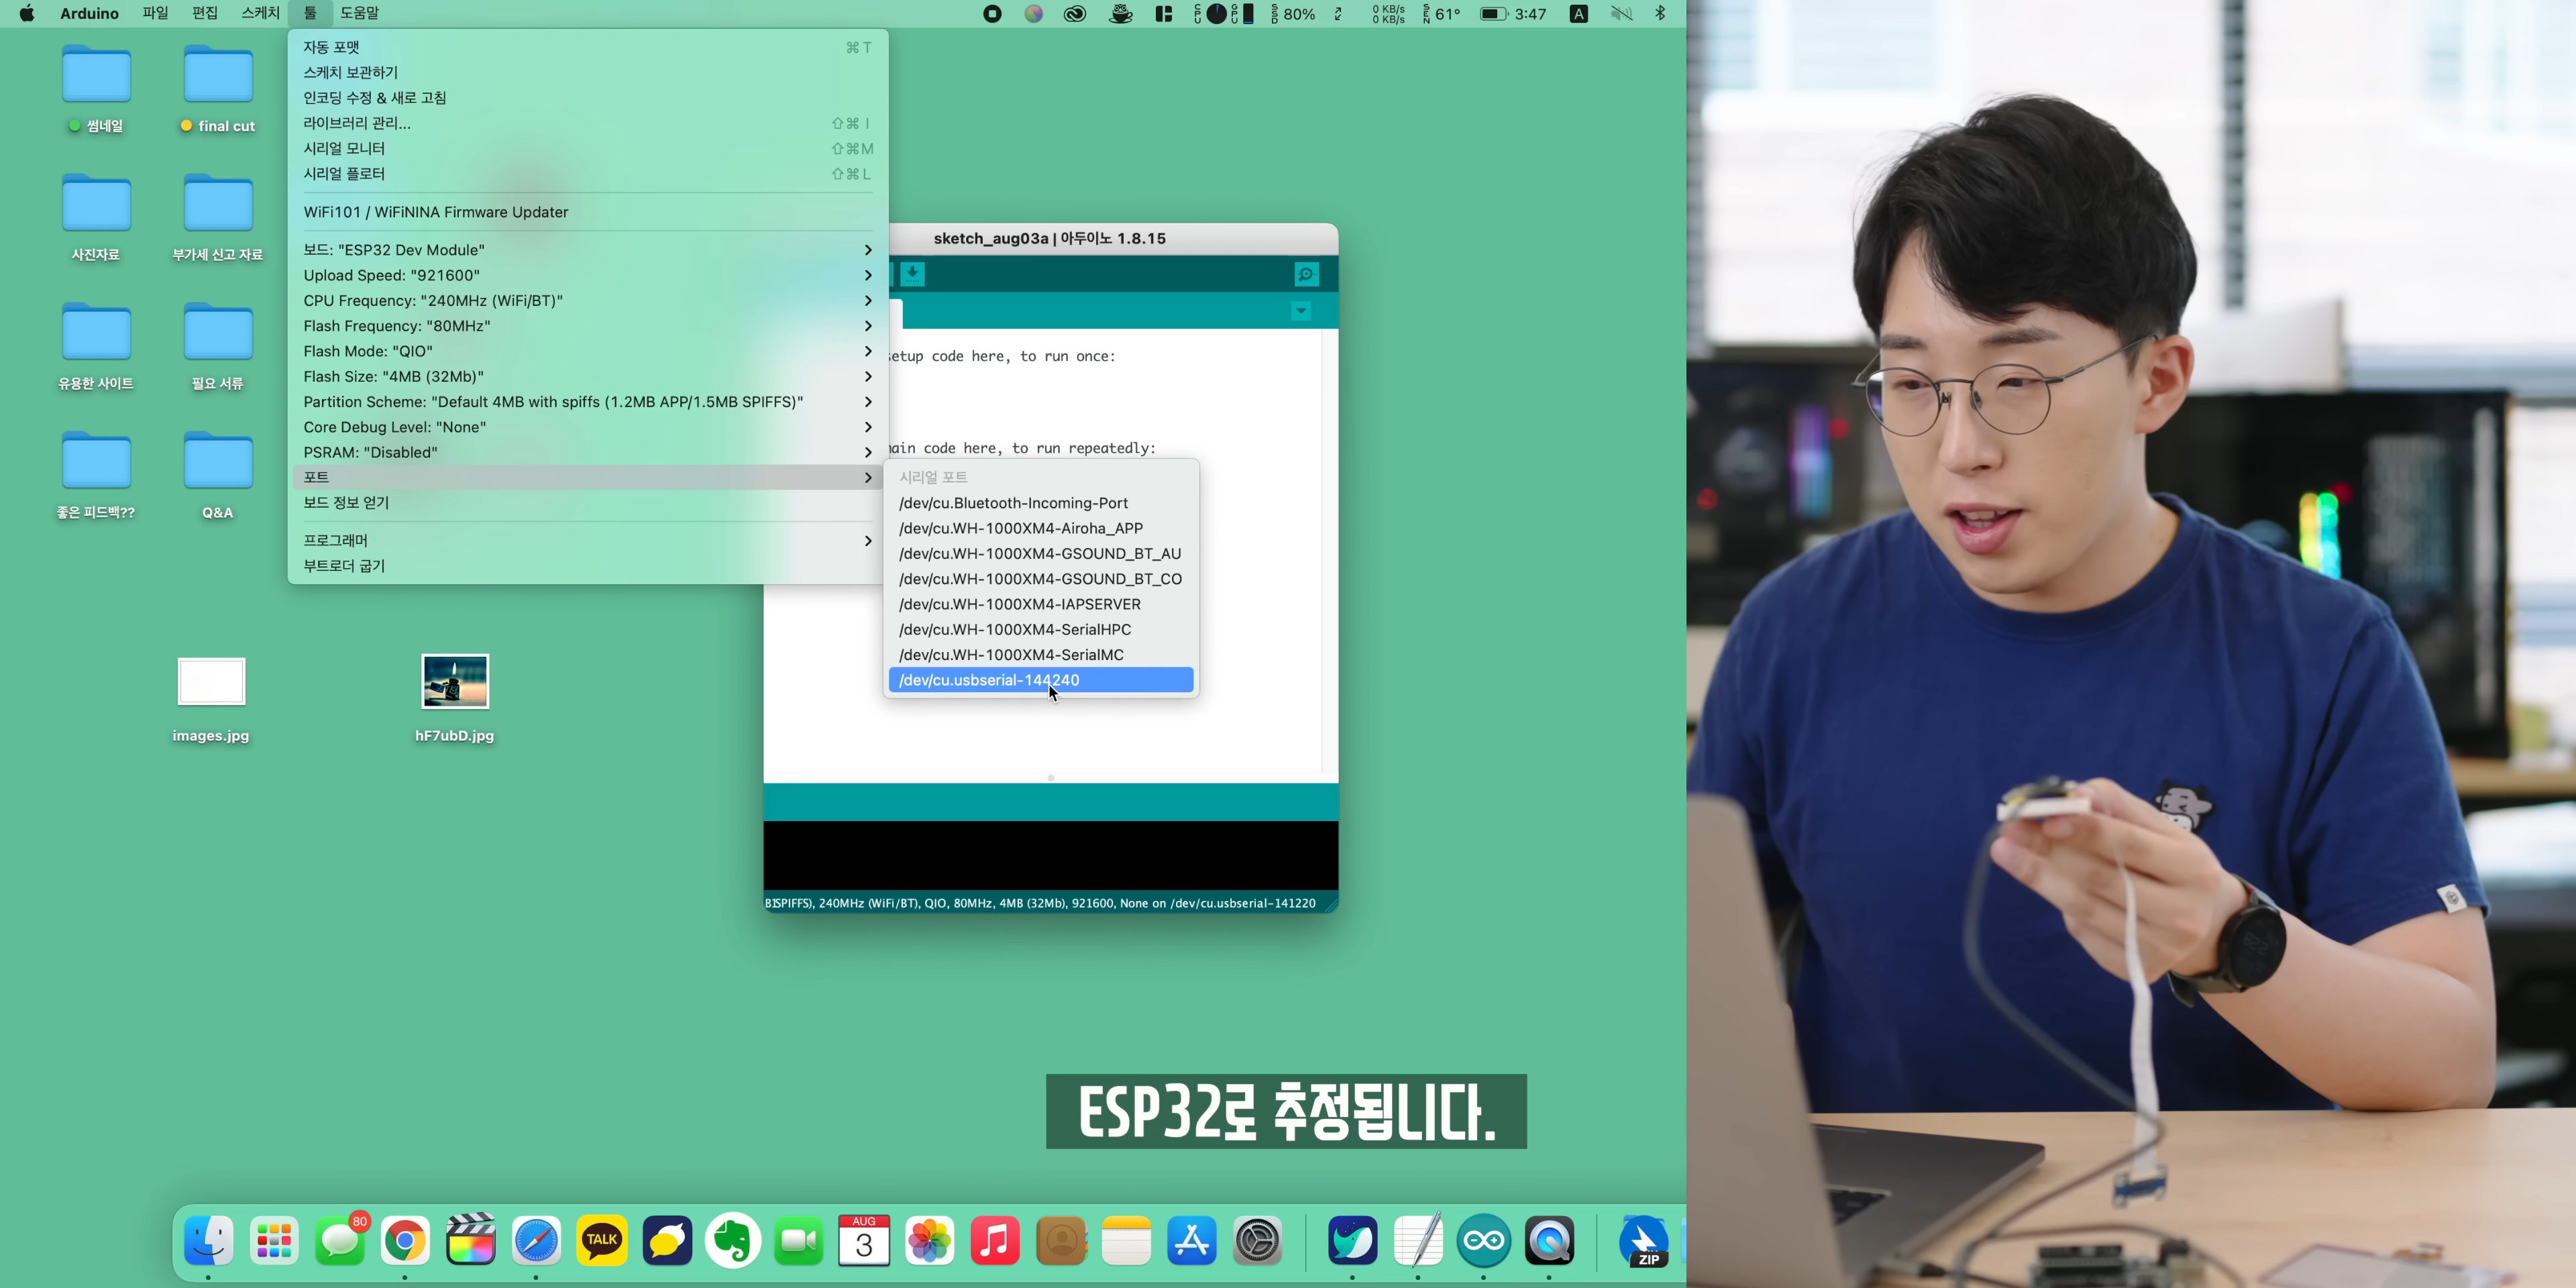 Arduino 파일 편집 스케치 툴 도움말
80% 0 KB/s 0 KB/s 61° 3:47 A
자동 포맷 ⌘T
스케치 보관하기
인코딩 수정 & 새로 고침
라이브러리 관리... ⇧⌘I
시리얼 모니터 ⇧⌘M
시리얼 플로터 ⇧⌘L
WiFi101 / WiFiNINA Firmware Updater
보드: "ESP32 Dev Module"
Upload Speed: "921600"
CPU Frequency: "240MHz (WiFi/BT)"
Flash Frequency: "80MHz"
Flash Mode: "QIO"
Flash Size: "4MB (32Mb)"
Partition Scheme: "Default 4MB with spiffs (1.2MB APP/1.5MB SPIFFS)"
Core Debug Level: "None"
PSRAM: "Disabled"
포트
보드 정보 얻기
프로그래머
부트로더 굽기
썸네일
final cut
사진자료
부가세 신고 자료
유용한 사이트
필요 서류
좋은 피드백??
Q&A
images.jpg
hF7ubD.jpg
sketch_aug03a | 아두이노 1.8.15
setup code here, to run once:
main code here, to run repeatedly:
시리얼 포트
/dev/cu.Bluetooth-Incoming-Port
/dev/cu.WH-1000XM4-Airoha_APP
/dev/cu.WH-1000XM4-GSOUND_BT_AU
/dev/cu.WH-1000XM4-GSOUND_BT_CO
/dev/cu.WH-1000XM4-IAPSERVER
/dev/cu.WH-1000XM4-SerialHPC
/dev/cu.WH-1000XM4-SerialMC
/dev/cu.usbserial-144240
SPIFFS), 240MHz (WiFi/BT), QIO, 80MHz, 4MB (32Mb), 921600, None on /dev/cu.usbserial-141220
ESP32로 추정됩니다.
80
TALK
AUG
3
ZIP